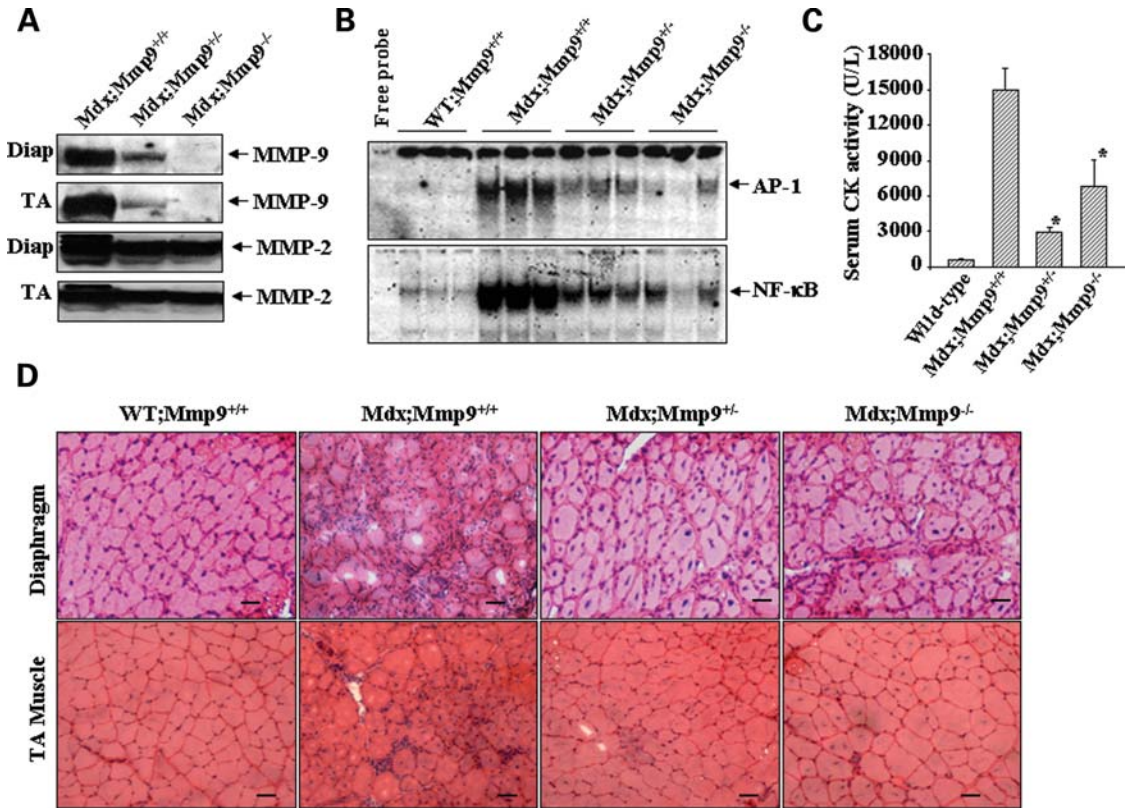 A
Mdx;Mmp9+/+
Mdx;Mmp9+/-
Mdx;Mmp9-/-
Diap
MMP-9
TA
MMP-9
Diap
MMP-2
TA
MMP-2
B
Free probe
WT;Mmp9+/+
Mdx;Mmp9+/+
Mdx;Mmp9+/-
Mdx;Mmp9-/-
AP-1
NF-κB
C
Serum CK activity (U/L)
18000
15000
12000
9000
6000
3000
0
*
*
Wild-type
Mdx;Mmp9+/+
Mdx;Mmp9+/-
Mdx;Mmp9-/-
D
WT;Mmp9+/+
Mdx;Mmp9+/+
Mdx;Mmp9+/-
Mdx;Mmp9-/-
Diaphragm
TA Muscle